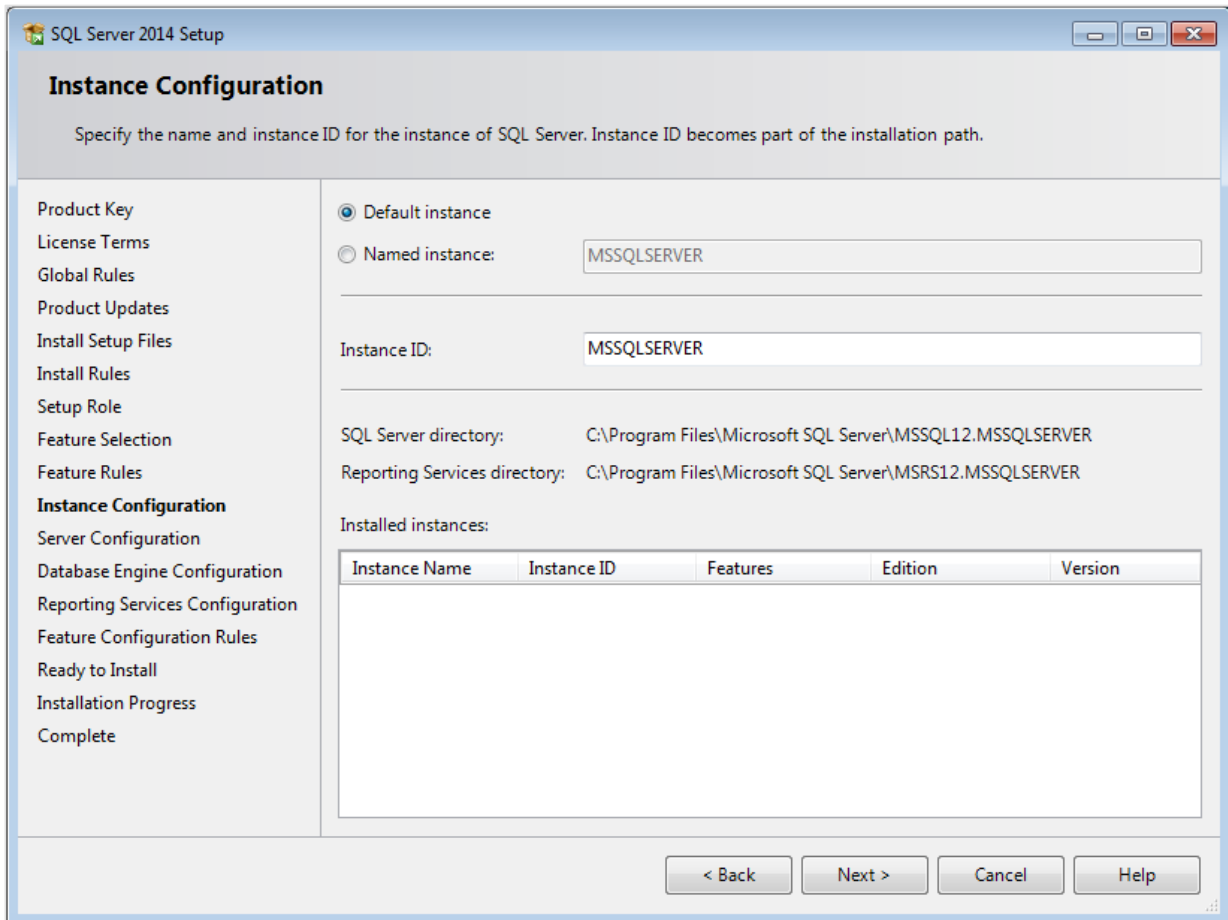 SQL Server 2014 Setup
Instance Configuration
Specify the name and instance ID for the instance of SQL Server. Instance ID becomes part of the installation path.
Product Key
License Terms
Global Rules
Product Updates
Install Setup Files
Install Rules
Setup Role
Feature Selection
Feature Rules
Instance Configuration
Server Configuration
Database Engine Configuration
Reporting Services Configuration
Feature Configuration Rules
Ready to Install
Installation Progress
Complete
Default instance
Named instance: MSSQLSERVER
Instance ID: MSSQLSERVER
SQL Server directory: C:\Program Files\Microsoft SQL Server\MSSQL12.MSSQLSERVER
Reporting Services directory: C:\Program Files\Microsoft SQL Server\MSRS12.MSSQLSERVER
Installed instances:
Instance Name Instance ID Features Edition Version
< Back Next > Cancel Help